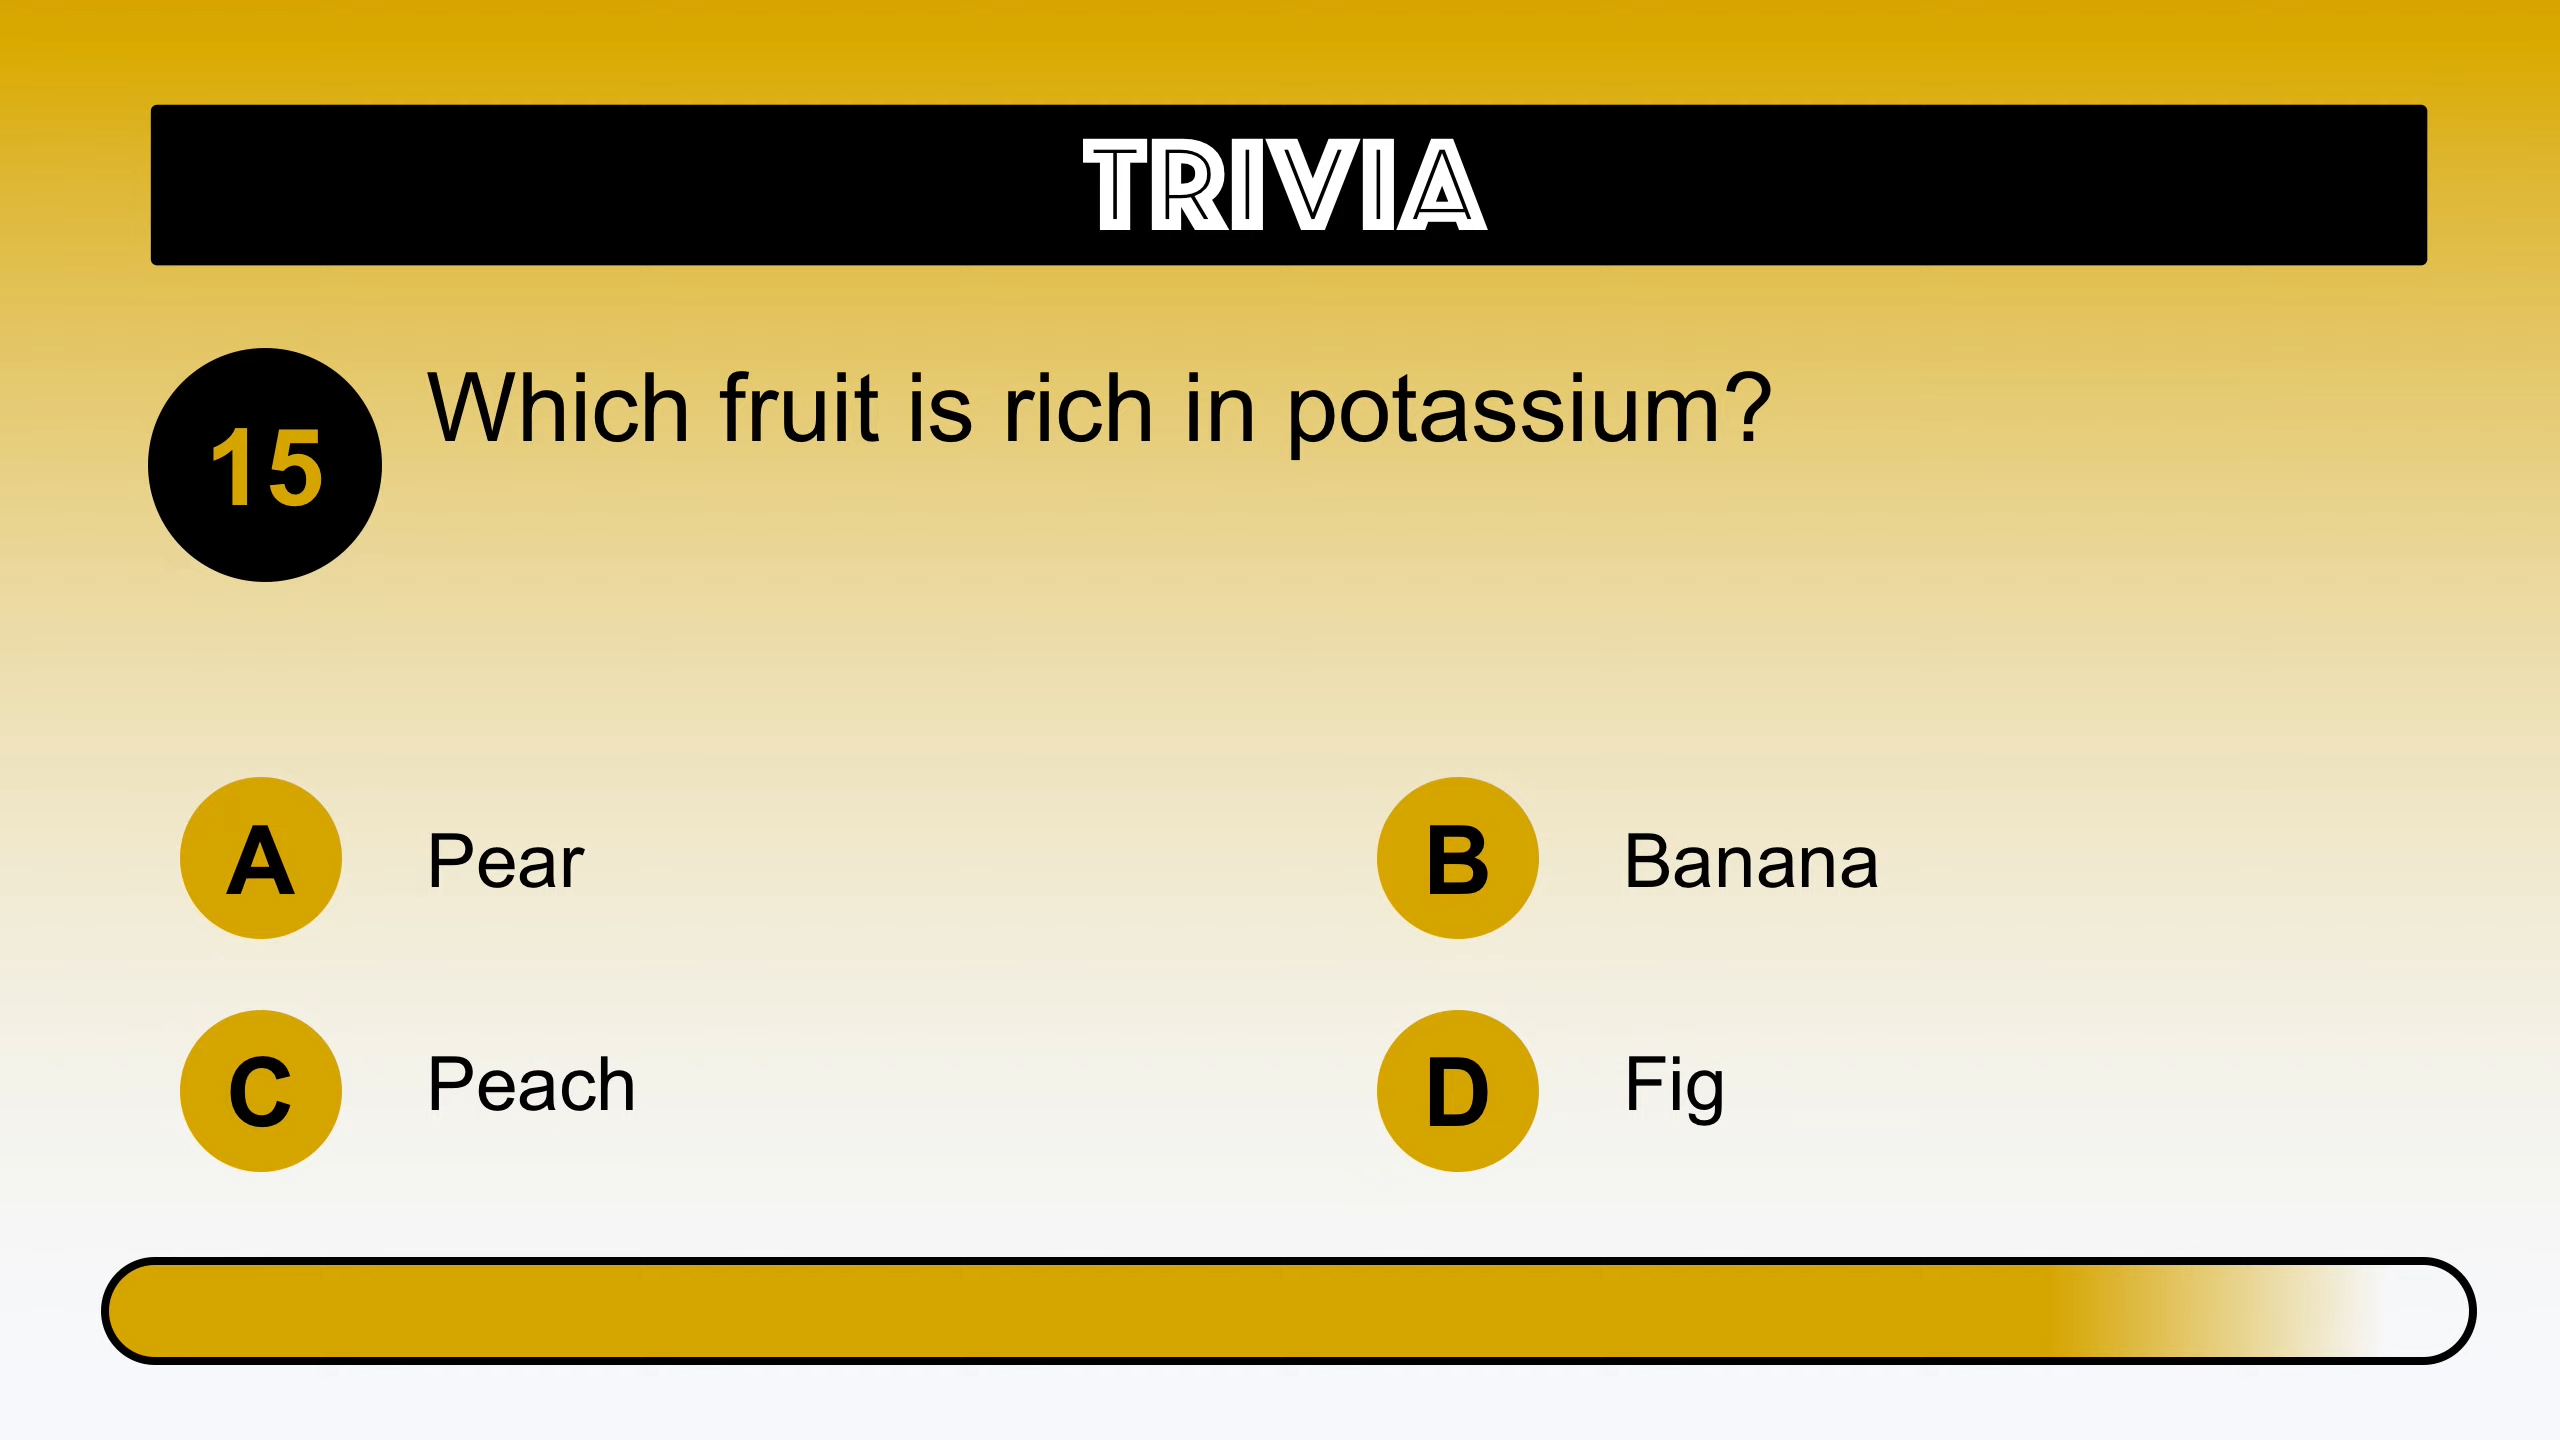 TRIVIA
15
Which fruit is rich in potassium?
A Pear
B Banana
C Peach
D Fig